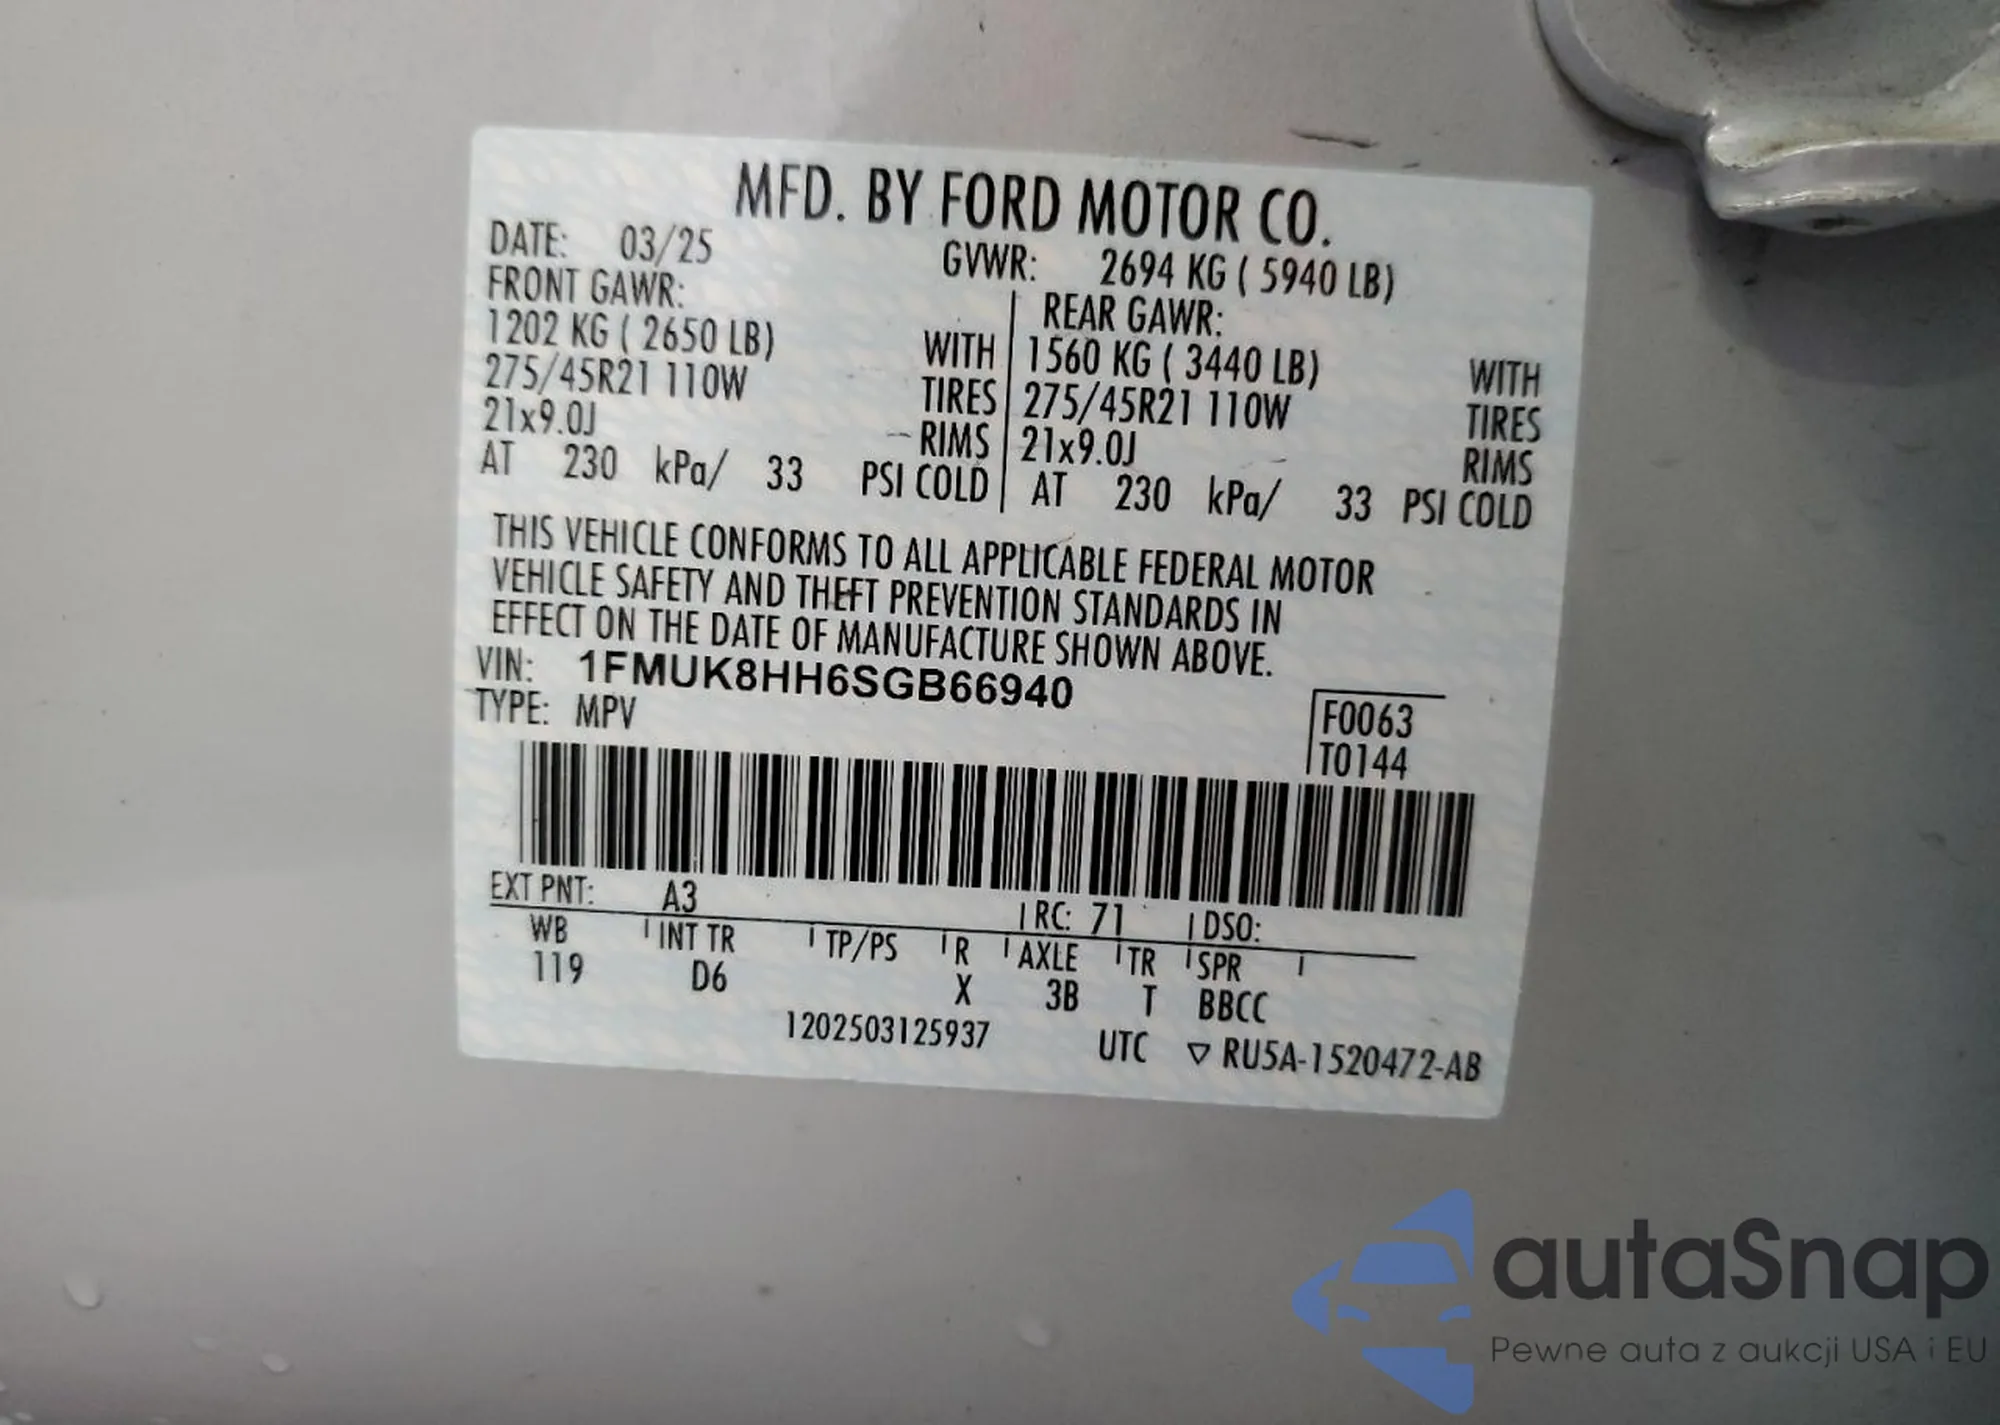 MFD. BY FORD MOTOR CO.
DATE: 03/25 GVWR: 2694 KG ( 5940 LB)
FRONT GAWR: REAR GAWR:
1202 KG ( 2650 LB) WITH 1560 KG ( 3440 LB) WITH
275/45R21 110W TIRES 275/45R21 110W TIRES
21x9.0J RIMS 21x9.0J RIMS
AT 230 kPa/ 33 PSI COLD AT 230 kPa/ 33 PSI COLD
THIS VEHICLE CONFORMS TO ALL APPLICABLE FEDERAL MOTOR
VEHICLE SAFETY AND THEFT PREVENTION STANDARDS IN
EFFECT ON THE DATE OF MANUFACTURE SHOWN ABOVE.
VIN: 1FMUK8HH6SGB66940
TYPE: MPV
F0063
T0144
EXT PNT: A3 RC: 71 DSO:
WB INT TR TP/PS R AXLE TR SPR
119 D6 X 3B T BBCC
1202503125937 UTC ▽ RU5A-1520472-AB
autaSnap
Pewne auta z aukcji USA i EU